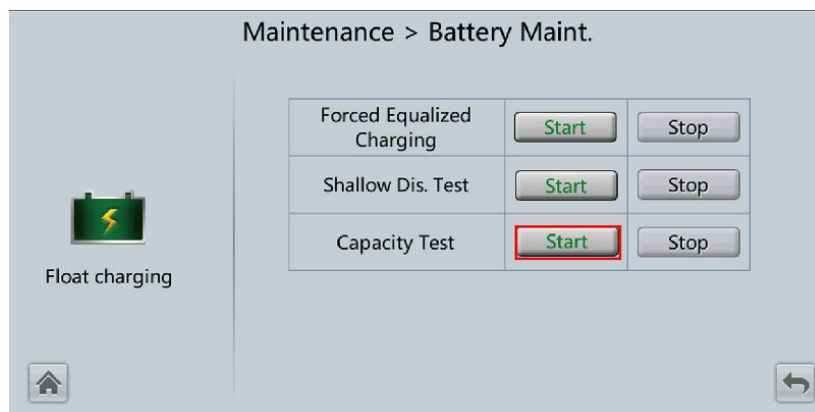 Maintenance > Battery Maint.
Forced Equalized
Charging
Start
Stop
Shallow Dis. Test
Start
Stop
Capacity Test
Start
Stop
Float charging